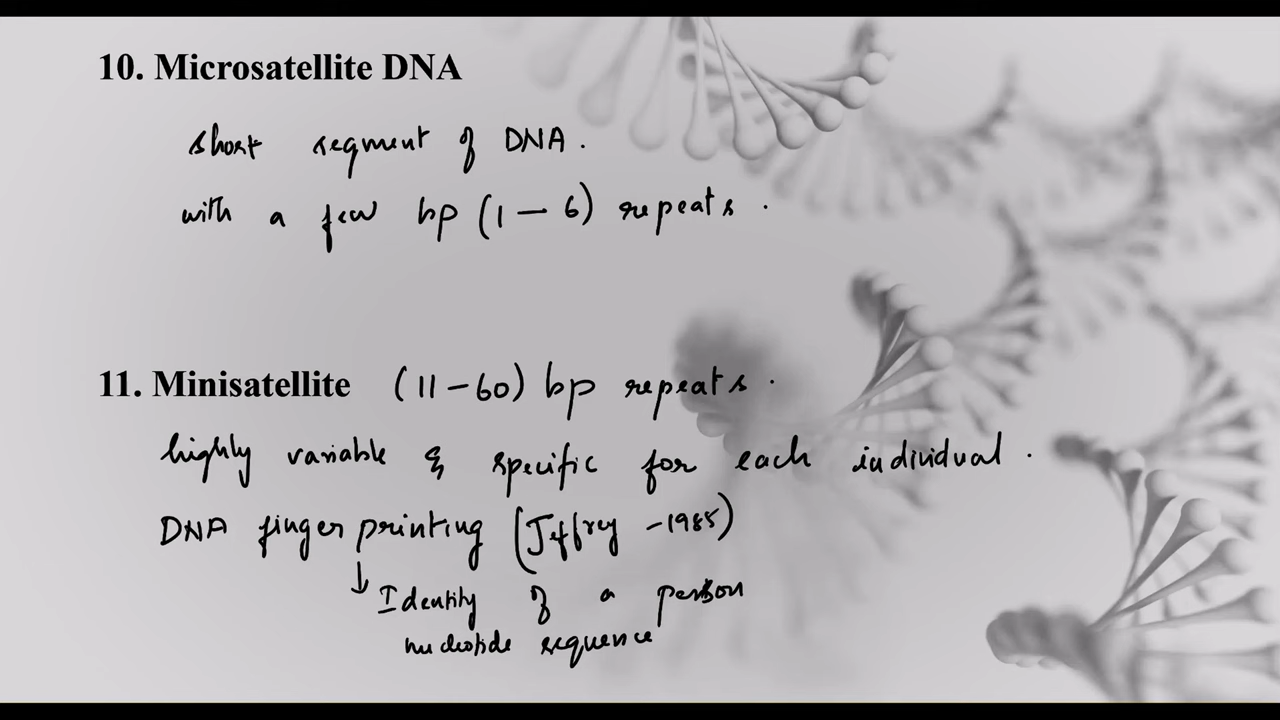 10. Microsatellite DNA
short segment of DNA.
with a few bp (1 – 6) repeats.
11. Minisatellite (11 – 60) bp repeats.
highly variable & specific for each individual.
DNA finger printing (Jeffrey – 1985)
↓ Identity of a person
nucleotide sequence